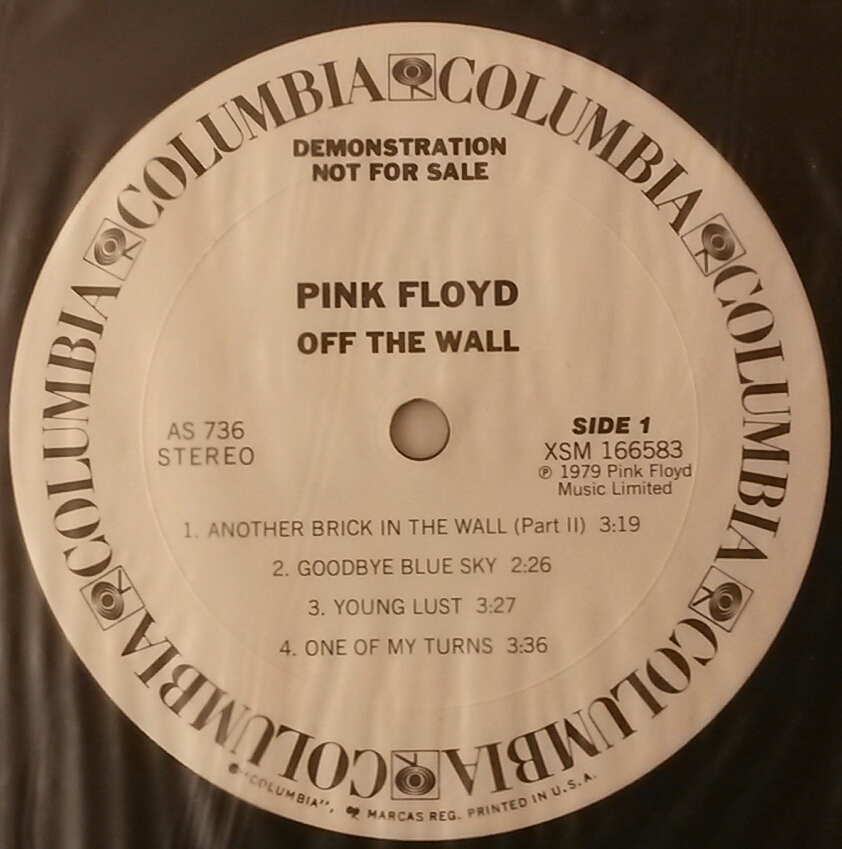 COLUMBIA COLUMBIA COLUMBIA COLUMBIA COLUMBIA COLUMBIA
DEMONSTRATION
NOT FOR SALE
PINK FLOYD
OFF THE WALL
AS 736
STEREO
SIDE 1
XSM 166583
℗ 1979 Pink Floyd
Music Limited
1. ANOTHER BRICK IN THE WALL (Part II) 3:19
2. GOODBYE BLUE SKY 2:26
3. YOUNG LUST 3:27
4. ONE OF MY TURNS 3:36
"COLUMBIA", MARCAS REG. PRINTED IN U.S.A.